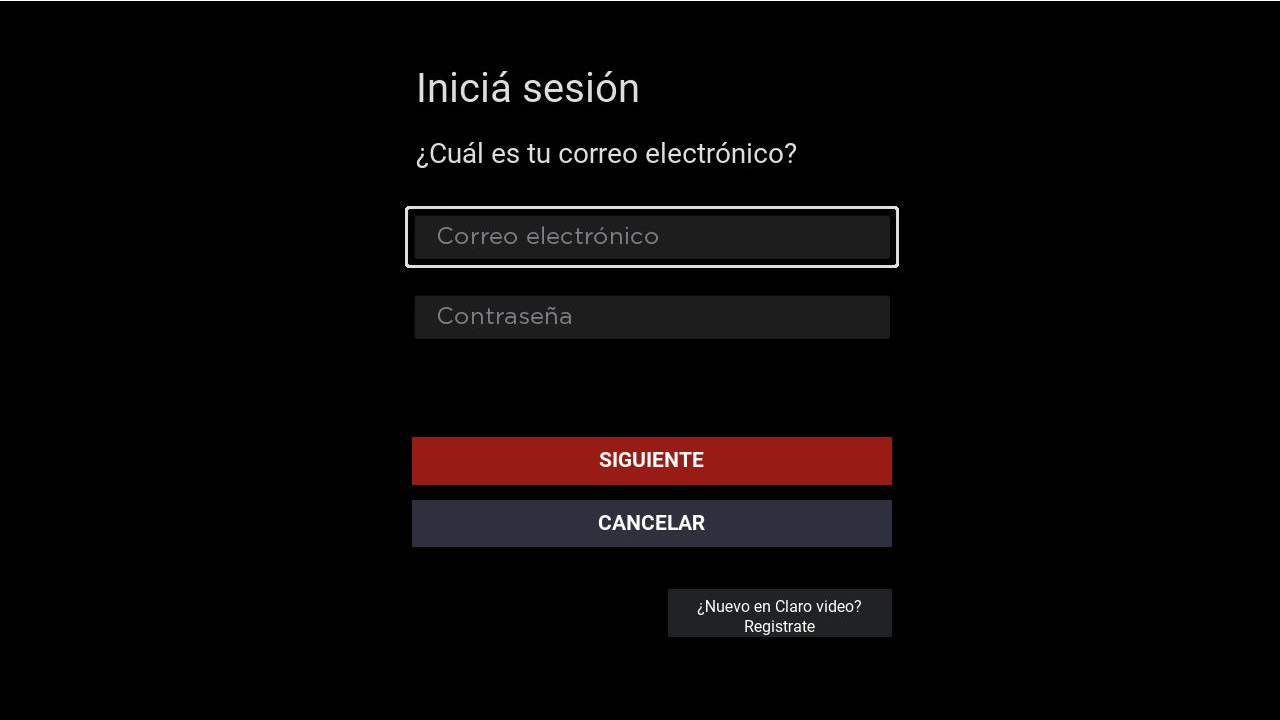 Iniciá sesión
¿Cuál es tu correo electrónico?
Correo electrónico
Contraseña
SIGUIENTE
CANCELAR
¿Nuevo en Claro video?
Registrate